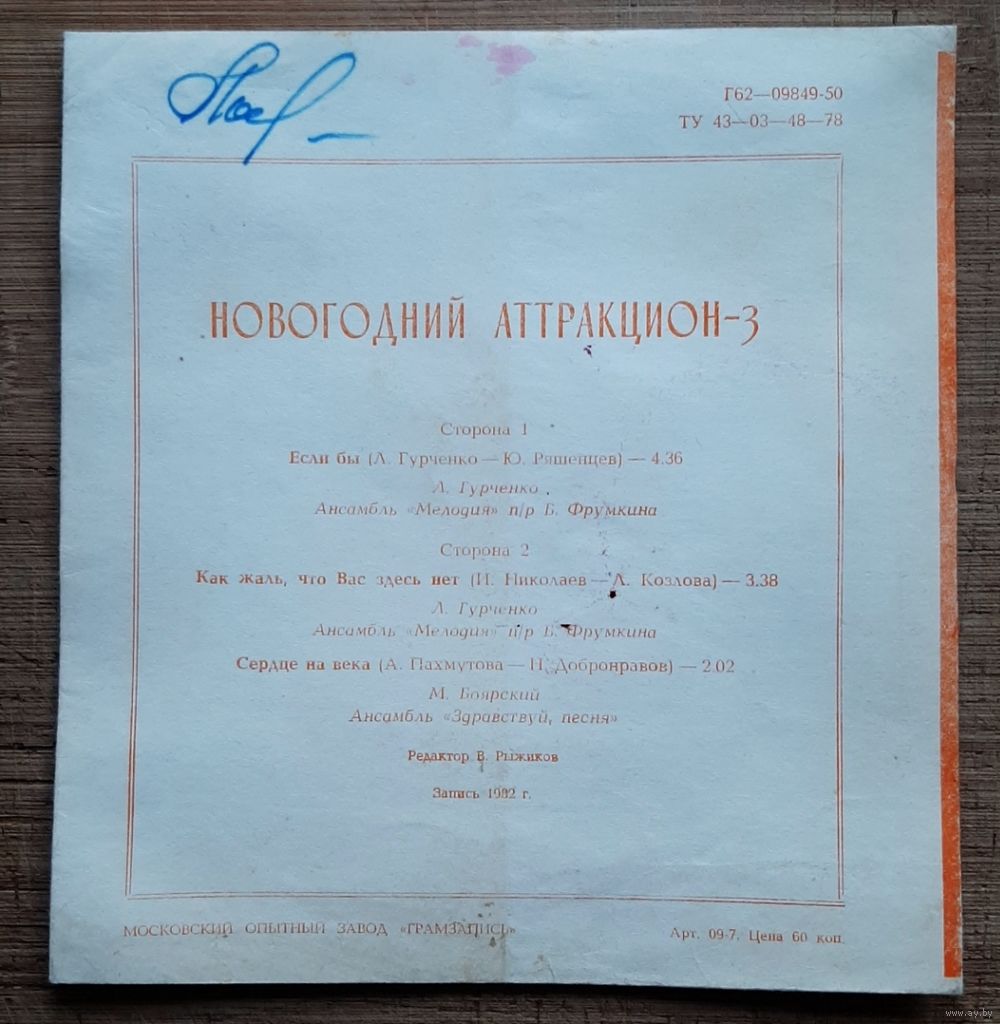 Г62—09849-50
ТУ 43—03—48—78
НОВОГОДНИЙ АТТРАКЦИОН-3
Сторона 1
Если бы (Л. Гурченко — Ю. Ряшенцев) — 4.36
Л. Гурченко
Ансамбль «Мелодия» п/р Б. Фрумкина
Сторона 2
Как жаль, что Вас здесь нет (И. Николаев — Л. Козлова) — 3.38
Л. Гурченко
Ансамбль «Мелодия» п/р Б. Фрумкина
Сердце на века (А. Пахмутова — Н. Добронравов) — 2.02
М. Боярский
Ансамбль «Здравствуй, песня»
Редактор В. Рыжиков
Запись 1982 г.
МОСКОВСКИЙ ОПЫТНЫЙ ЗАВОД «ГРАМЗАПИСЬ»
Арт. 09-7. Цена 60 коп.
www.ay.by